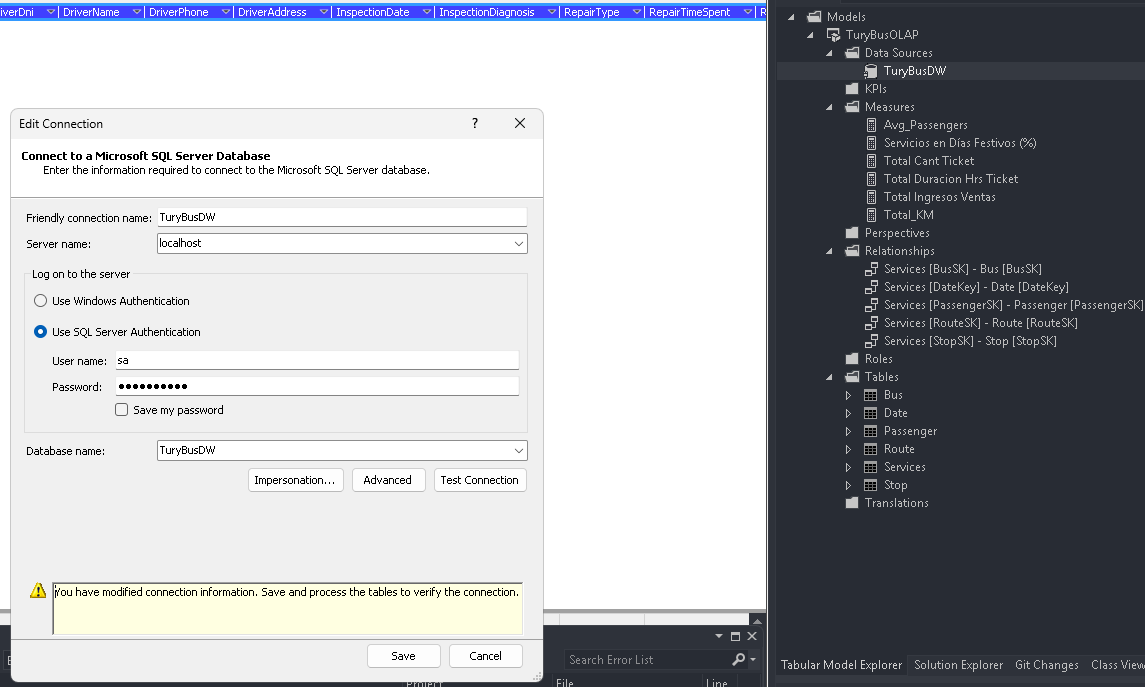 iverDni DriverName DriverPhone DriverAddress InspectionDate InspectionDiagnosis RepairType RepairTimeSpent R
Edit Connection ?
Connect to a Microsoft SQL Server Database
Enter the information required to connect to the Microsoft SQL Server database.
Friendly connection name: TuryBusDW
Server name: localhost
Log on to the server
Use Windows Authentication
Use SQL Server Authentication
User name: sa
Password: ●●●●●●●●●●
Save my password
Database name: TuryBusDW
Impersonation... Advanced Test Connection
You have modified connection information. Save and process the tables to verify the connection.
Save Cancel
Search Error List
Project File Line
Models
TuryBusOLAP
Data Sources
TuryBusDW
KPIs
Measures
Avg_Passengers
Servicios en Días Festivos (%)
Total Cant Ticket
Total Duracion Hrs Ticket
Total Ingresos Ventas
Total_KM
Perspectives
Relationships
Services [BusSK] - Bus [BusSK]
Services [DateKey] - Date [DateKey]
Services [PassengerSK] - Passenger [PassengerSK]
Services [RouteSK] - Route [RouteSK]
Services [StopSK] - Stop [StopSK]
Roles
Tables
Bus
Date
Passenger
Route
Services
Stop
Translations
Tabular Model Explorer Solution Explorer Git Changes Class View